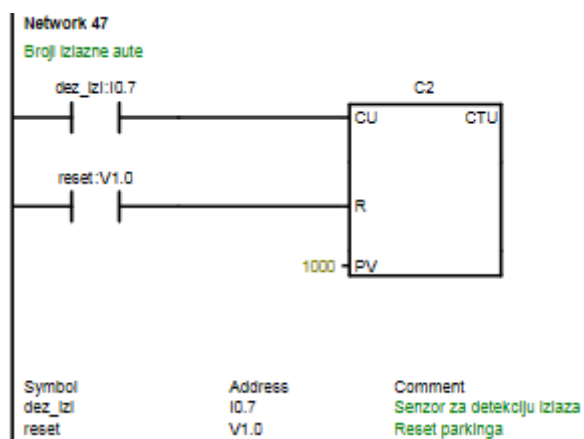 Network 47
Broji izlazne aute
dez_izl:I0.7
C2
CU CTU
reset:V1.0
R
1000 PV
Symbol Address Comment
dez_izl I0.7 Senzor za detekciju izlaza
reset V1.0 Reset parkinga